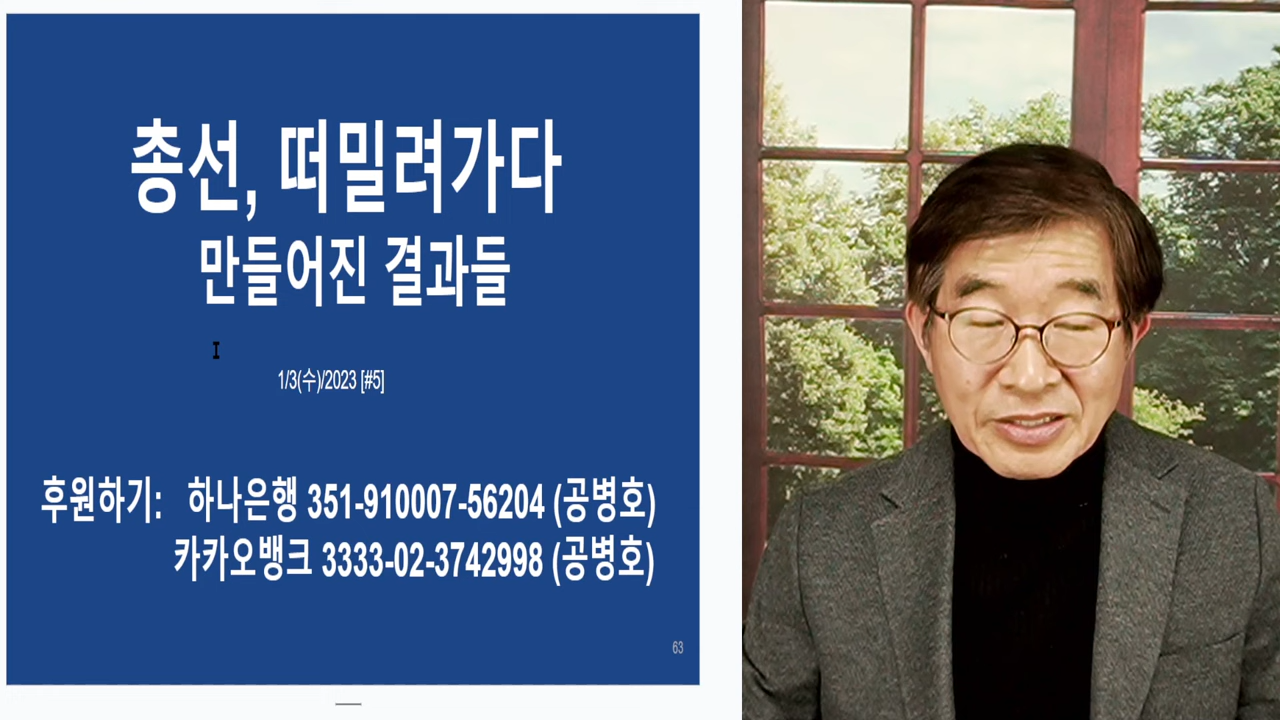 총선, 떠밀려가다
만들어진 결과들
1/3(수)/2023 [#5]
후원하기: 하나은행 351-910007-56204 (공병호)
카카오뱅크 3333-02-3742998 (공병호)
63